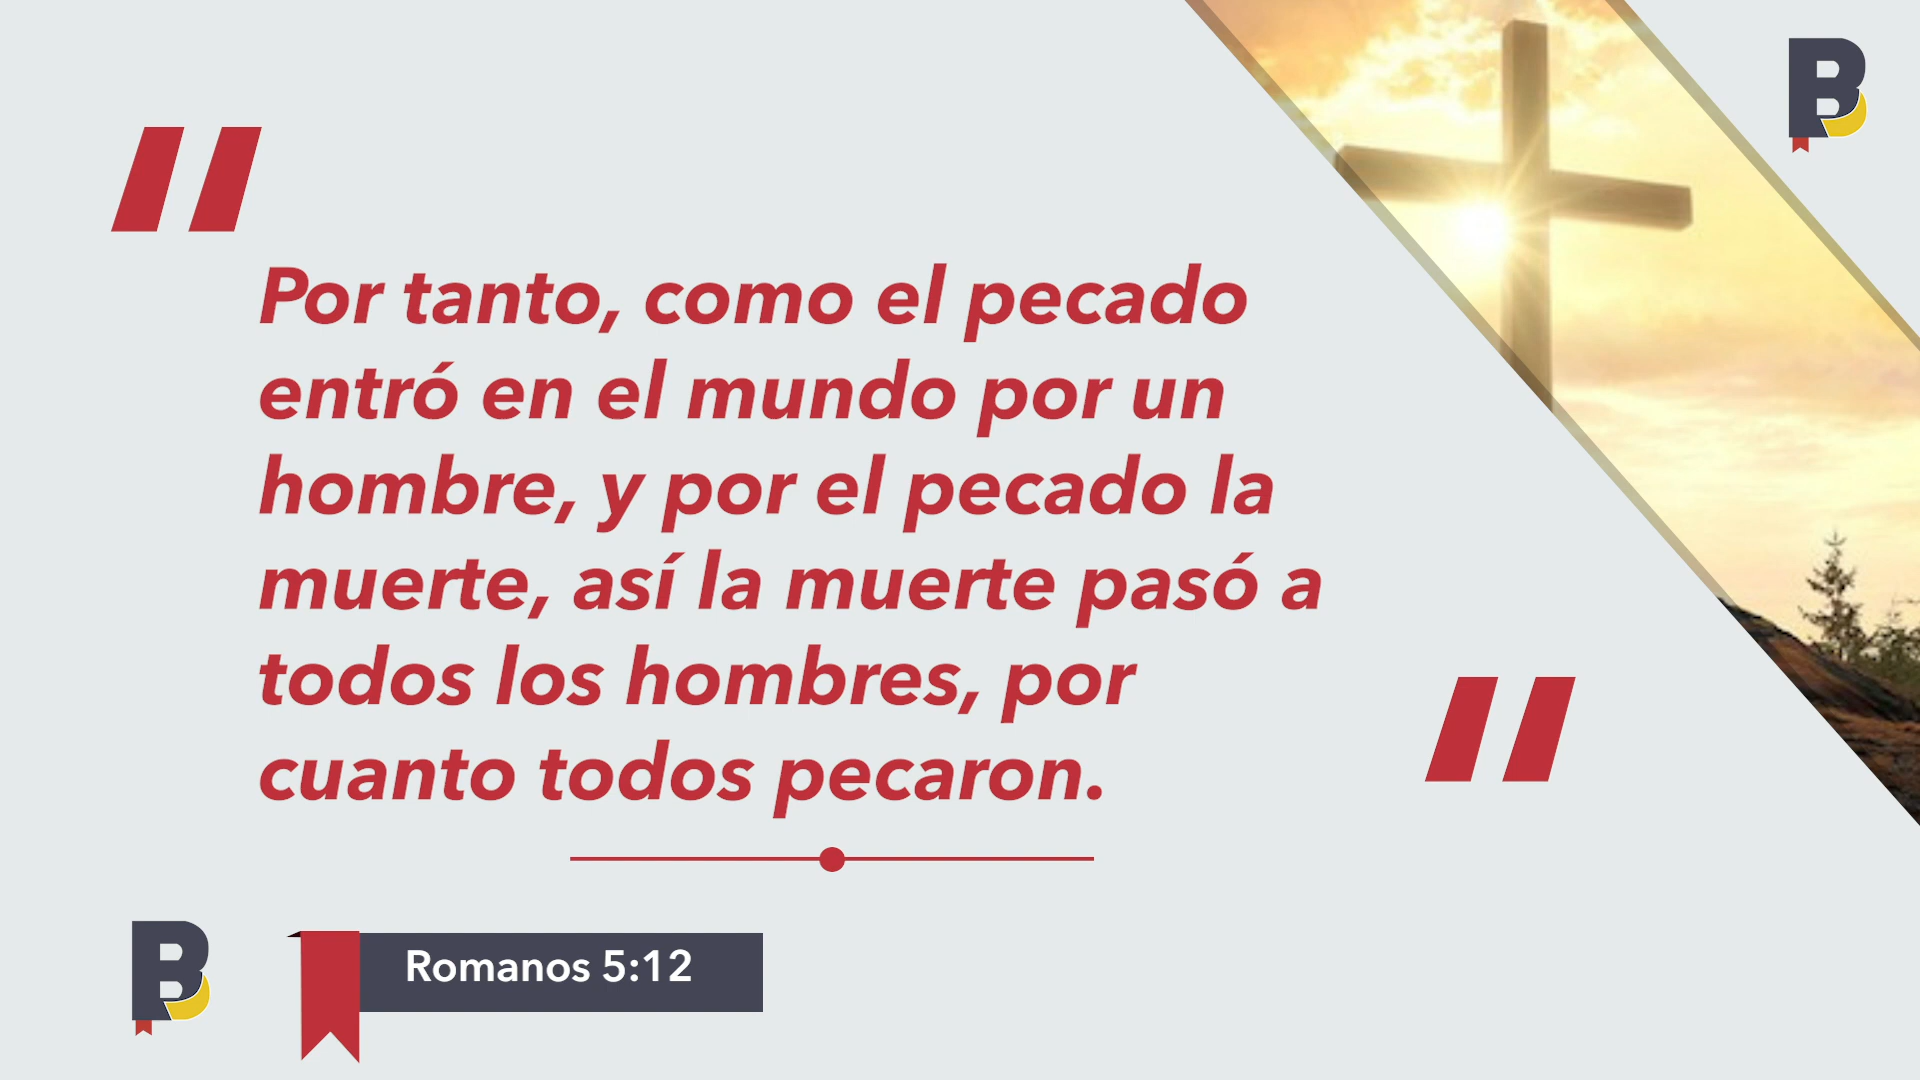 Por tanto, como el pecado
entró en el mundo por un
hombre, y por el pecado la
muerte, así la muerte pasó a
todos los hombres, por
cuanto todos pecaron.
Romanos 5:12